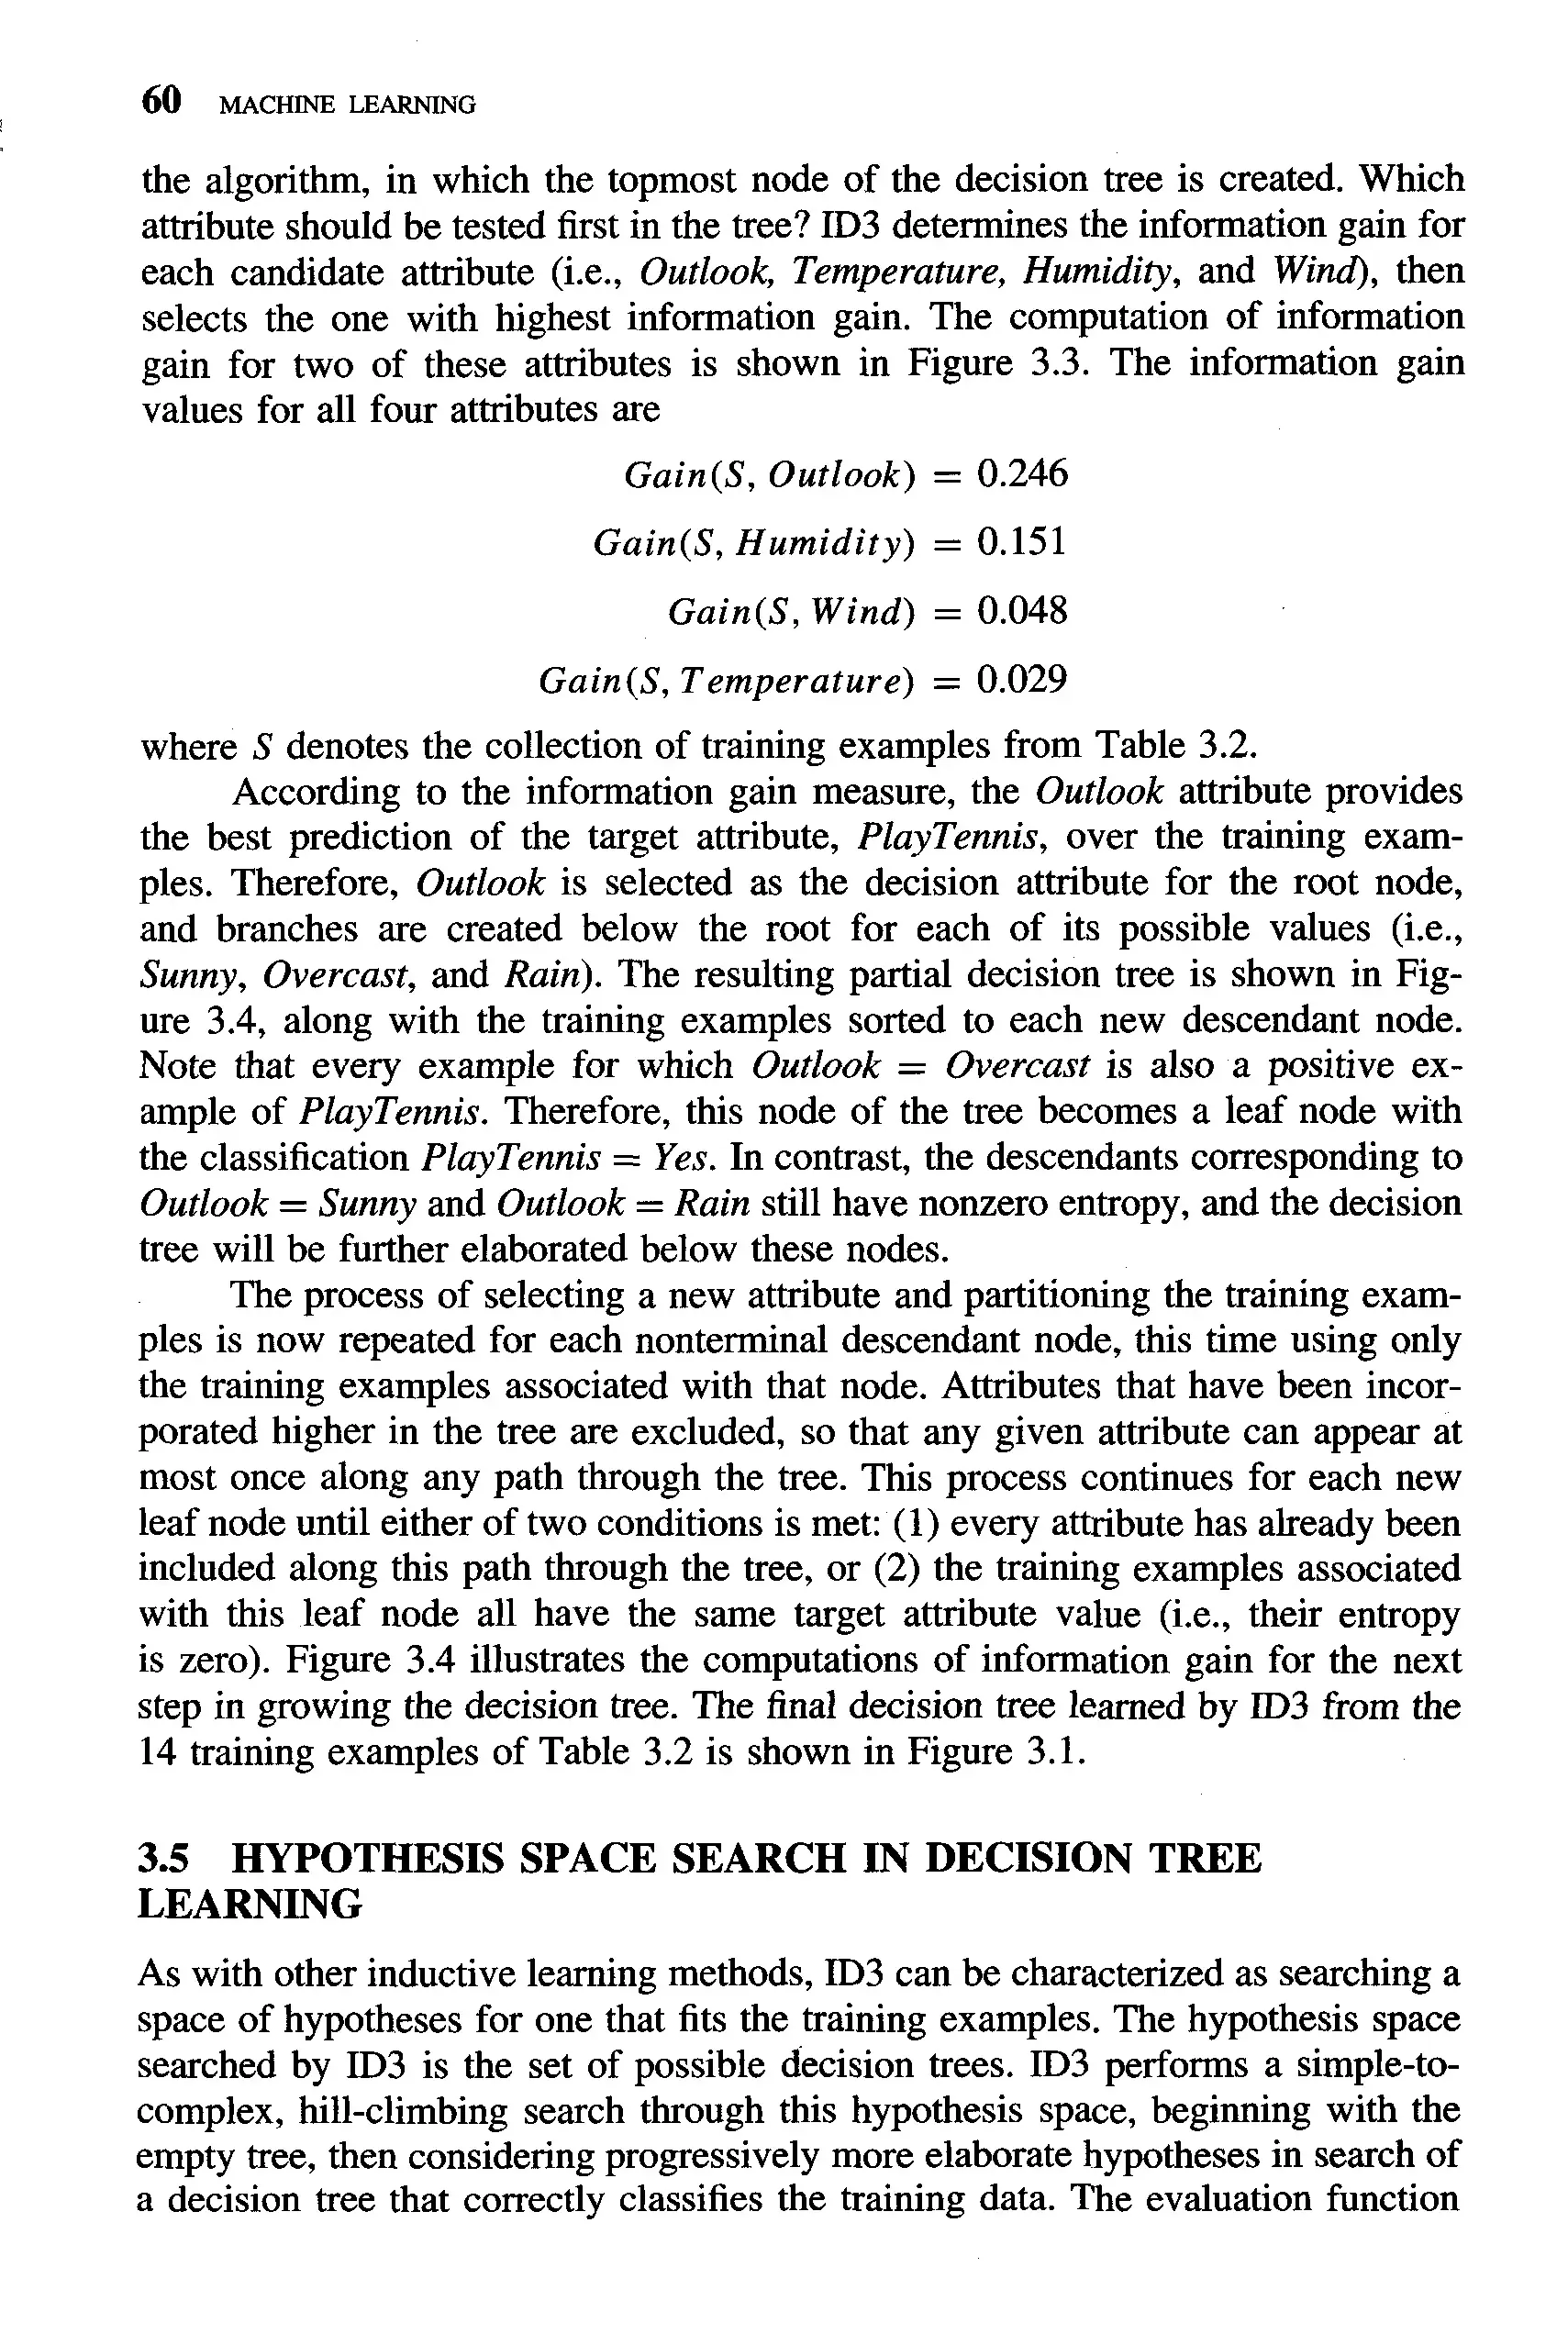 60 MACHINE LEARNING
the algorithm, in which the topmost node of the decision tree is created. Which
attribute should be tested first in the tree? ID3 determines the information gain for
each candidate attribute (i.e., Outlook, Temperature, Humidity, and Wind), then
selects the one with highest information gain. The computation of information
gain for two of these attributes is shown in Figure 3.3. The information gain
values for all four attributes are
Gain(S, Outlook) = 0.246
Gain(S, Humidity) = 0.151
Gain(S, Wind) = 0.048
Gain(S, Temperature) = 0.029
where S denotes the collection of training examples from Table 3.2.
According to the information gain measure, the Outlook attribute provides
the best prediction of the target attribute, PlayTennis, over the training exam-
ples. Therefore, Outlook is selected as the decision attribute for the root node,
and branches are created below the root for each of its possible values (i.e.,
Sunny, Overcast, and Rain). The resulting partial decision tree is shown in Fig-
ure 3.4, along with the training examples sorted to each new descendant node.
Note that every example for which Outlook = Overcast is also a positive ex-
ample of PlayTennis. Therefore, this node of the tree becomes a leaf node with
the classification PlayTennis = Yes. In contrast, the descendants corresponding to
Outlook = Sunny and Outlook = Rain still have nonzero entropy, and the decision
tree will be further elaborated below these nodes.
The process of selecting a new attribute and partitioning the training exam-
ples is now repeated for each nonterminal descendant node, this time using only
the training examples associated with that node. Attributes that have been incor-
porated higher in the tree are excluded, so that any given attribute can appear at
most once along any path through the tree. This process continues for each new
leaf node until either of two conditions is met: (1) every attribute has already been
included along this path through the tree, or (2) the training examples associated
with this leaf node all have the same target attribute value (i.e., their entropy
is zero). Figure 3.4 illustrates the computations of information gain for the next
step in growing the decision tree. The final decision tree learned by ID3 from the
14 training examples of Table 3.2 is shown in Figure 3.1.
3.5 HYPOTHESIS SPACE SEARCH IN DECISION TREE
LEARNING
As with other inductive learning methods, ID3 can be characterized as searching a
space of hypotheses for one that fits the training examples. The hypothesis space
searched by ID3 is the set of possible decision trees. ID3 performs a simple-to-
complex, hill-climbing search through this hypothesis space, beginning with the
empty tree, then considering progressively more elaborate hypotheses in search of
a decision tree that correctly classifies the training data. The evaluation function